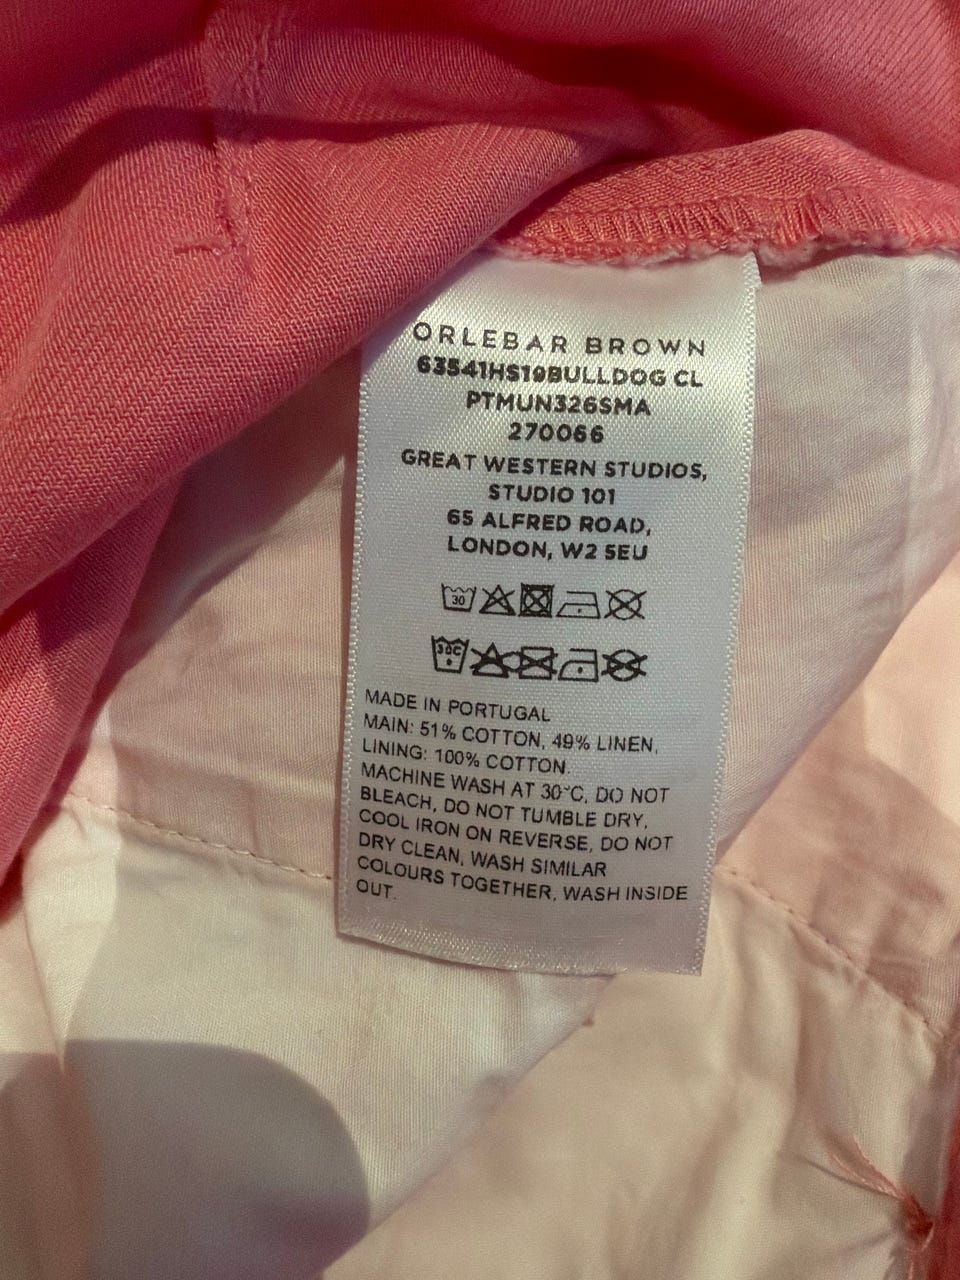 ORLEBAR BROWN
63541HS19BULLDOG CL
PTMUN326SMA
270066
GREAT WESTERN STUDIOS,
STUDIO 101
65 ALFRED ROAD,
LONDON, W2 5EU
30
30C
MADE IN PORTUGAL
MAIN: 51% COTTON, 49% LINEN,
LINING: 100% COTTON.
MACHINE WASH AT 30°C, DO NOT
BLEACH, DO NOT TUMBLE DRY,
COOL IRON ON REVERSE, DO NOT
DRY CLEAN, WASH SIMILAR
COLOURS TOGETHER, WASH INSIDE
OUT.